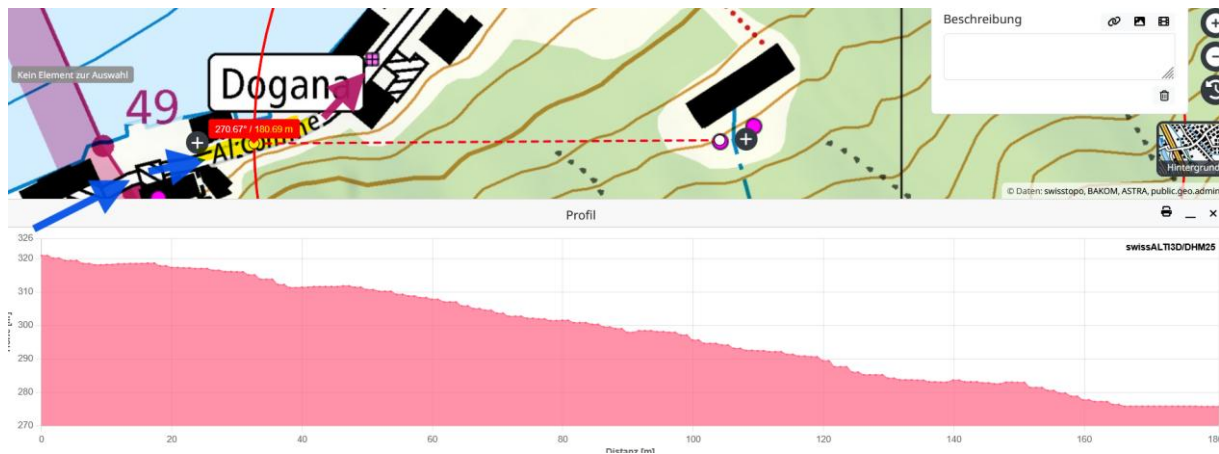 Beschreibung
Kein Element zur Auswahl
Dogana
49
270.67° / 180.69 m
Hintergrund
© Daten: swisstopo, BAKOM, ASTRA, public.geo.admin
Profil
swissALTI3D/DHM25
326
320
310
300
290
280
270
0
20
40
60
80
100
120
140
160
180
Distanz [m]